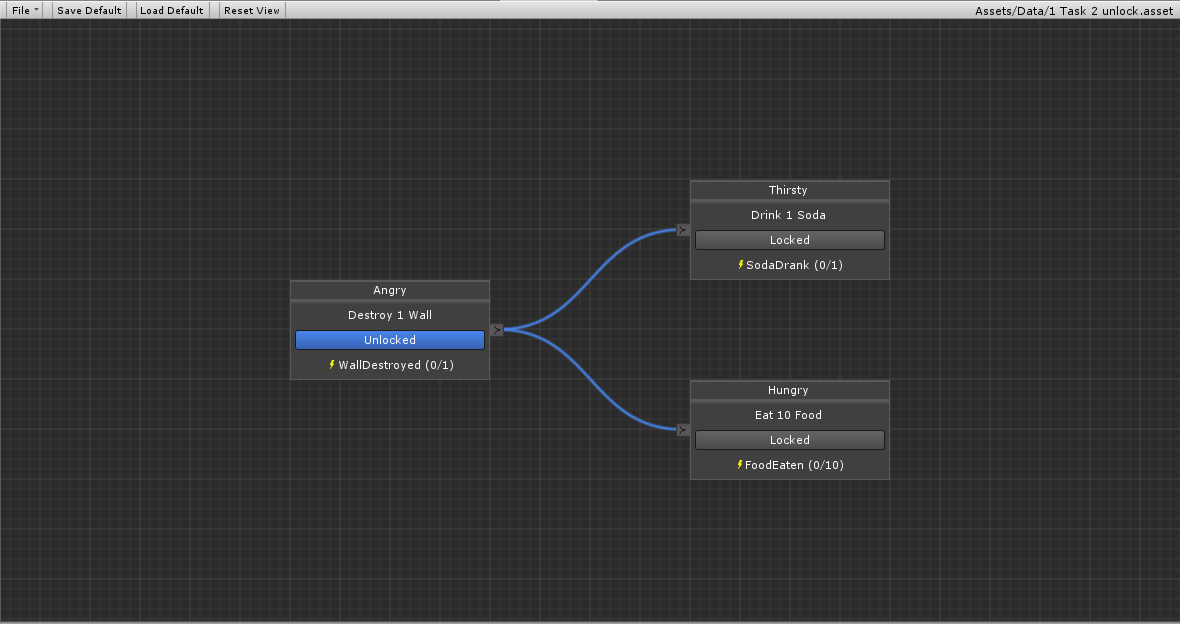 File Save Default Load Default Reset View Assets/Data/1 Task 2 unlock.asset
Thirsty
Drink 1 Soda
Locked
SodaDrank (0/1)
Angry
Destroy 1 Wall
Unlocked
WallDestroyed (0/1)
Hungry
Eat 10 Food
Locked
FoodEaten (0/10)